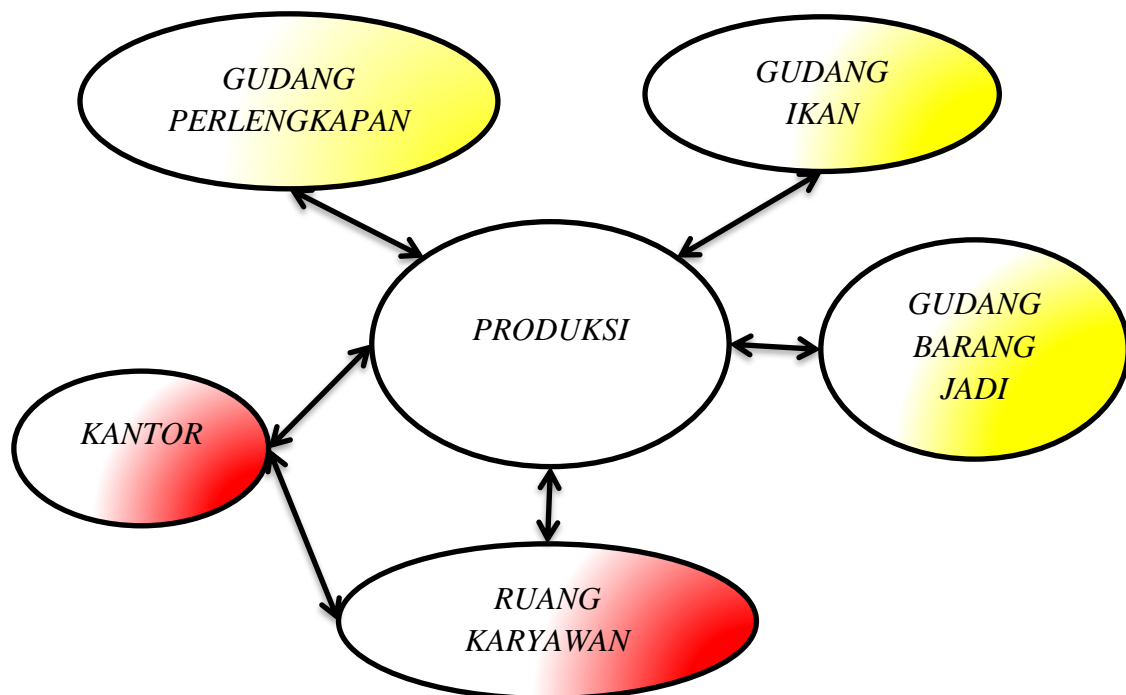 GUDANG
PERLENGKAPAN
GUDANG
IKAN
PRODUKSI
GUDANG
BARANG
JADI
KANTOR
RUANG
KARYAWAN